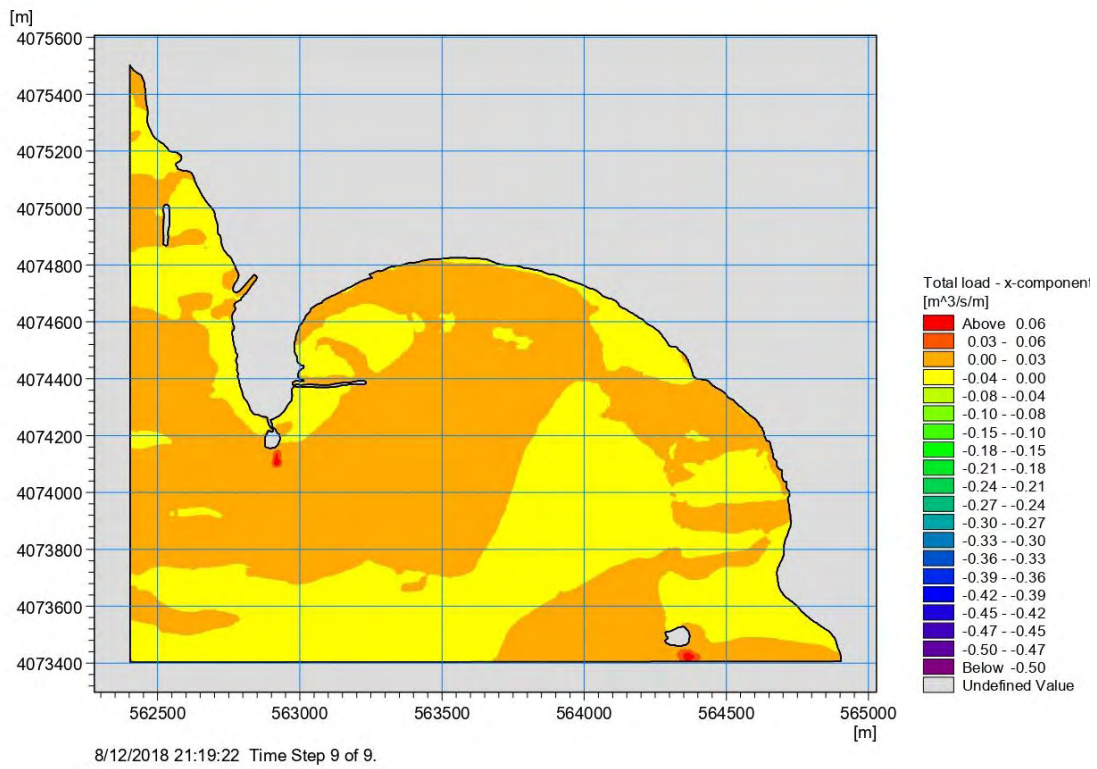 [m]
4075600
4075400
4075200
4075000
4074800
4074600
4074400
4074200
4074000
4073800
4073600
4073400
562500 563000 563500 564000 564500 565000
[m]
8/12/2018 21:19:22 Time Step 9 of 9.
Total load - x-component
[m^3/s/m]
Above 0.06
0.03 - 0.06
0.00 - 0.03
-0.04 - 0.00
-0.08 - -0.04
-0.10 - -0.08
-0.15 - -0.10
-0.18 - -0.15
-0.21 - -0.18
-0.24 - -0.21
-0.27 - -0.24
-0.30 - -0.27
-0.33 - -0.30
-0.36 - -0.33
-0.39 - -0.36
-0.42 - -0.39
-0.45 - -0.42
-0.47 - -0.45
-0.50 - -0.47
Below -0.50
Undefined Value